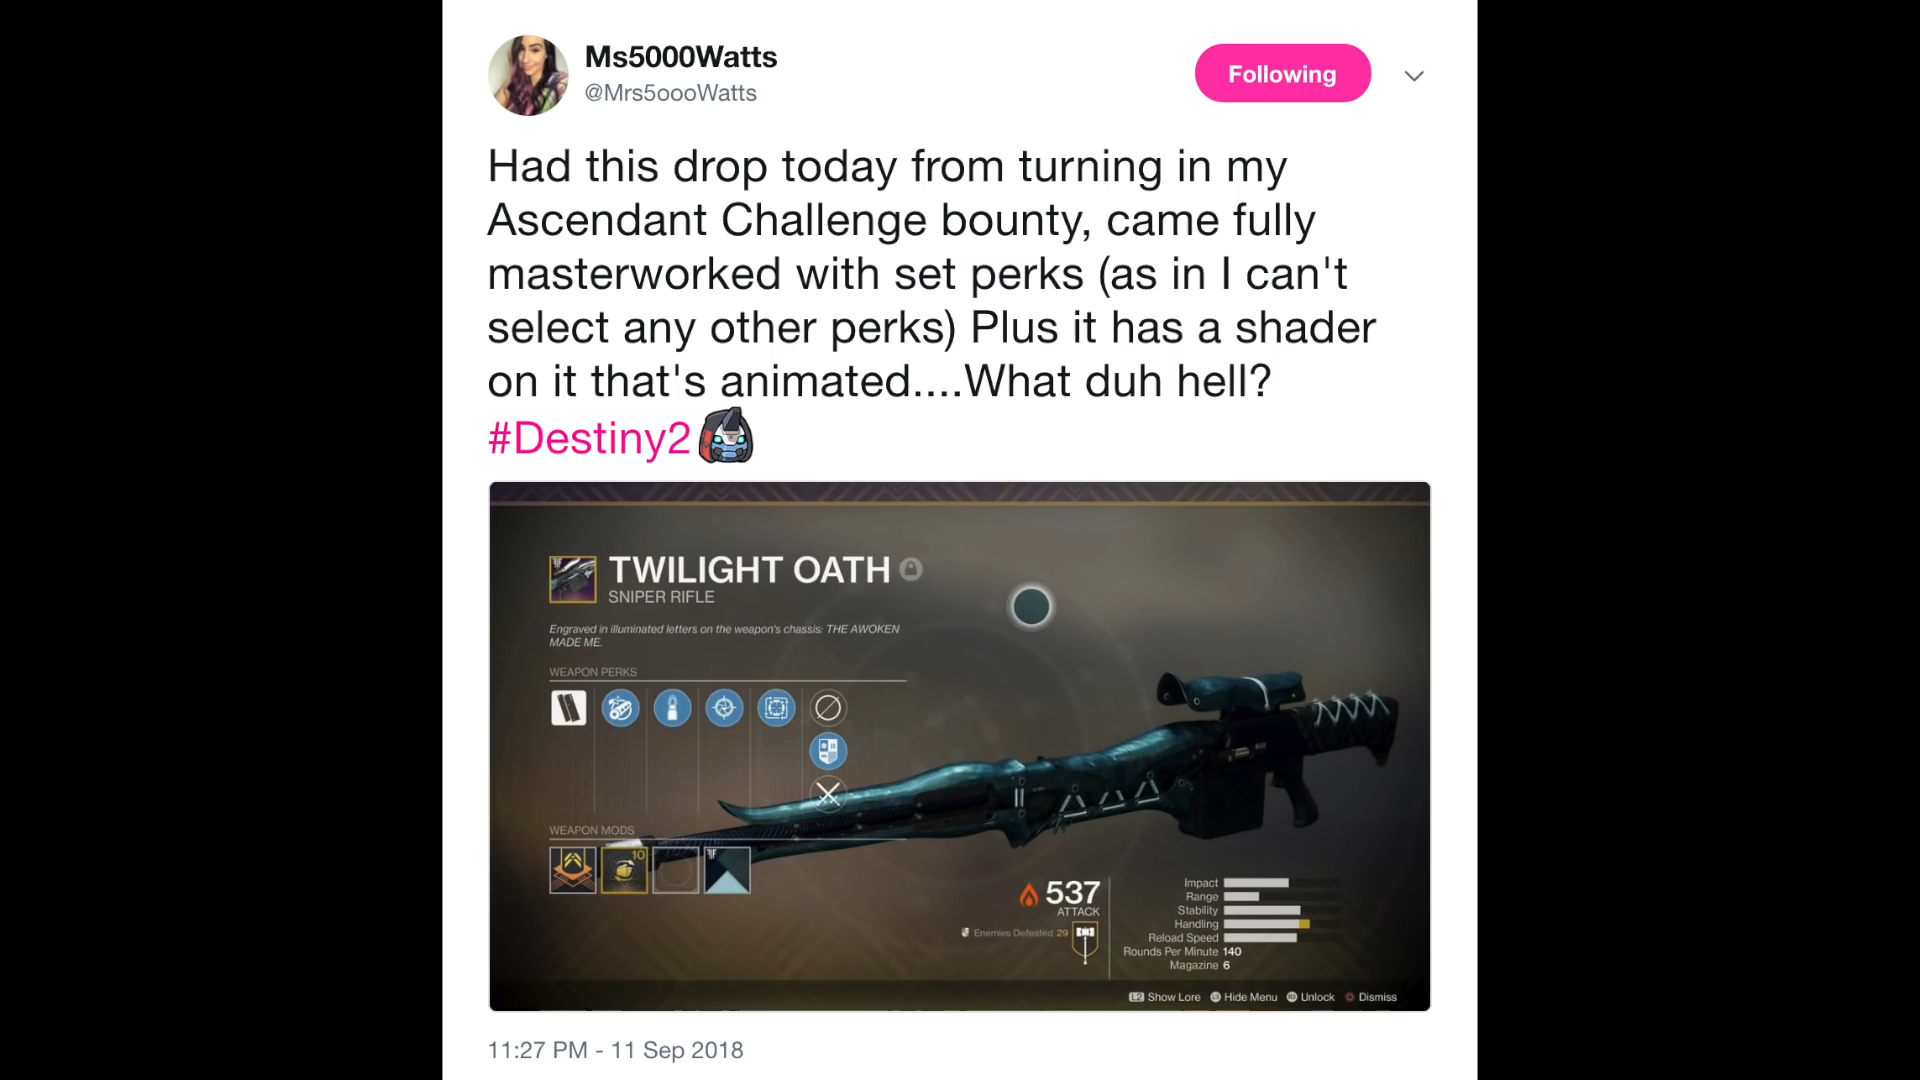 Ms5000Watts
@Mrs5oooWatts
Following
Had this drop today from turning in my
Ascendant Challenge bounty, came fully
masterworked with set perks (as in I can't
select any other perks) Plus it has a shader
on it that's animated....What duh hell?
#Destiny2
TWILIGHT OATH
SNIPER RIFLE
Engraved in illuminated letters on the weapon's chassis: THE AWOKEN
MADE ME.
WEAPON PERKS
WEAPON MODS
10
537
ATTACK
Enemies Defeated 29
Impact
Range
Stability
Handling
Reload Speed
Rounds Per Minute 140
Magazine 6
L2 Show Lore Hide Menu Unlock Dismiss
11:27 PM - 11 Sep 2018